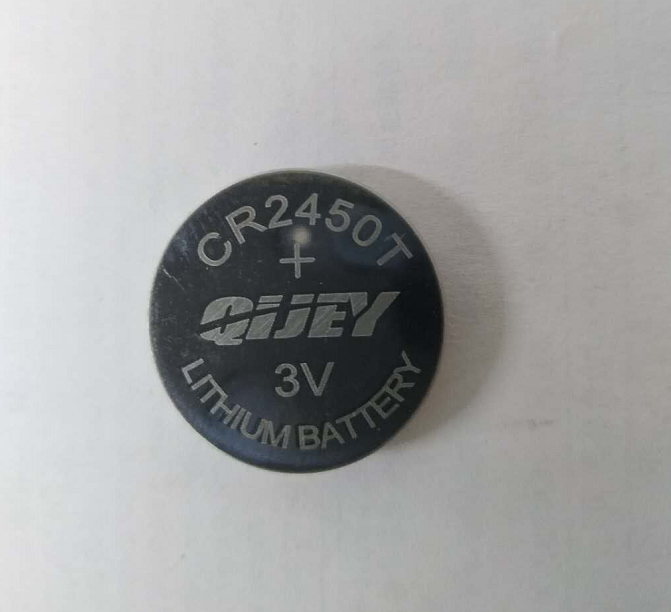 CR2450T
+
QIJEY
3V
LITHIUM BATTERY